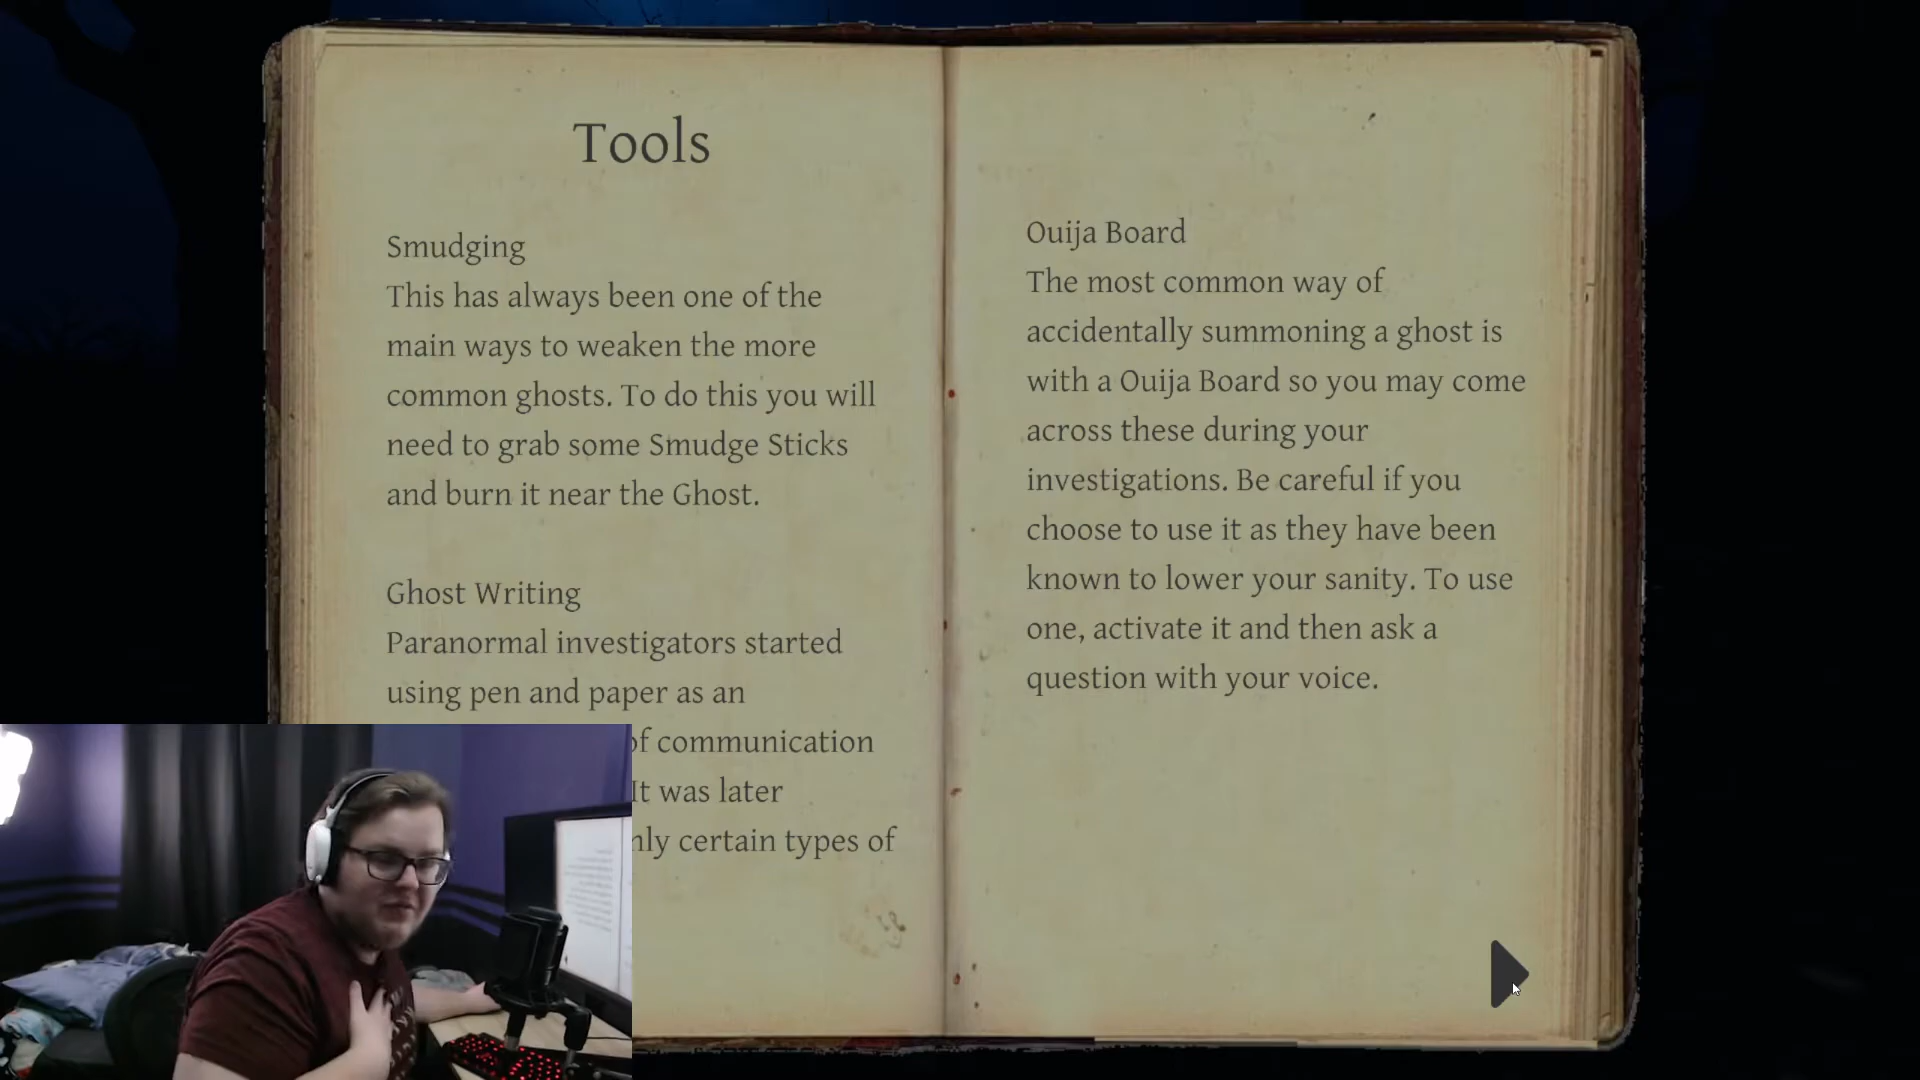 Tools
Smudging
This has always been one of the
main ways to weaken the more
common ghosts. To do this you will
need to grab some Smudge Sticks
and burn it near the Ghost.
Ghost Writing
Paranormal investigators started
using pen and paper as an
of communication
It was later
certain types of
Ouija Board
The most common way of
accidentally summoning a ghost is
with a Ouija Board so you may come
across these during your
investigations. Be careful if you
choose to use it as they have been
known to lower your sanity. To use
one, activate it and then ask a
question with your voice.